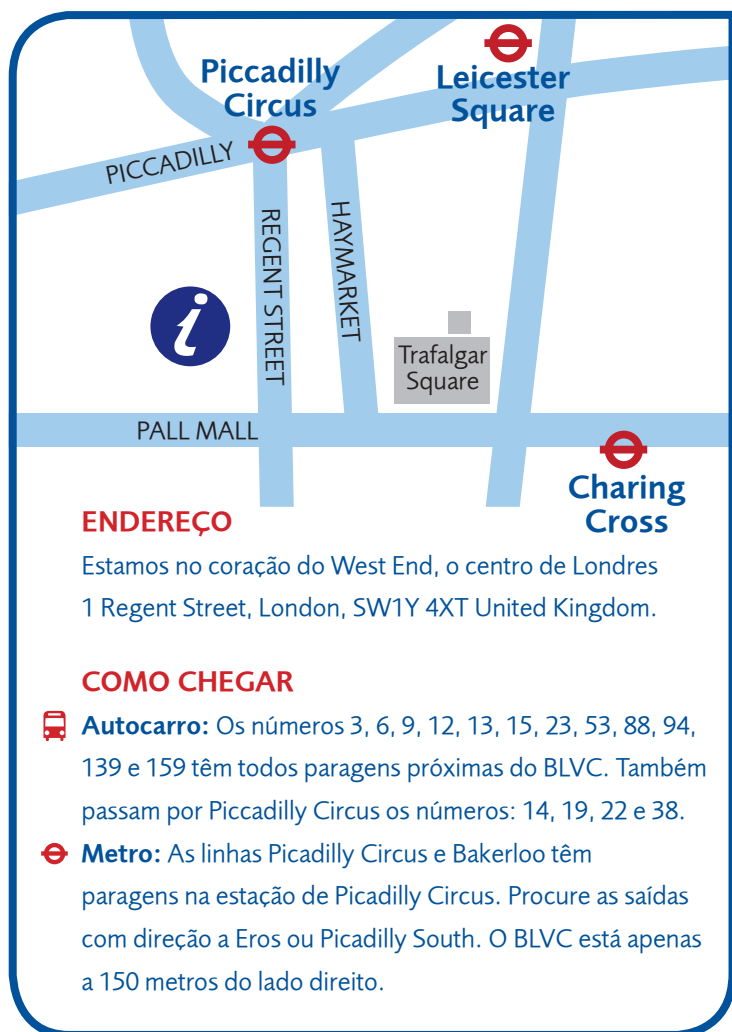 Piccadilly
Circus
Leicester
Square
PICCADILLY
REGENT STREET
HAYMARKET
i
Trafalgar
Square
PALL MALL
Charing
Cross
ENDEREÇO
Estamos no coração do West End, o centro de Londres
1 Regent Street, London, SW1Y 4XT United Kingdom.
COMO CHEGAR
Autocarro: Os números 3, 6, 9, 12, 13, 15, 23, 53, 88, 94,
139 e 159 têm todos paragens próximas do BLVC. Também
passam por Piccadilly Circus os números: 14, 19, 22 e 38.
Metro: As linhas Picadilly Circus e Bakerloo têm
paragens na estação de Picadilly Circus. Procure as saídas
com direção a Eros ou Picadilly South. O BLVC está apenas
a 150 metros do lado direito.